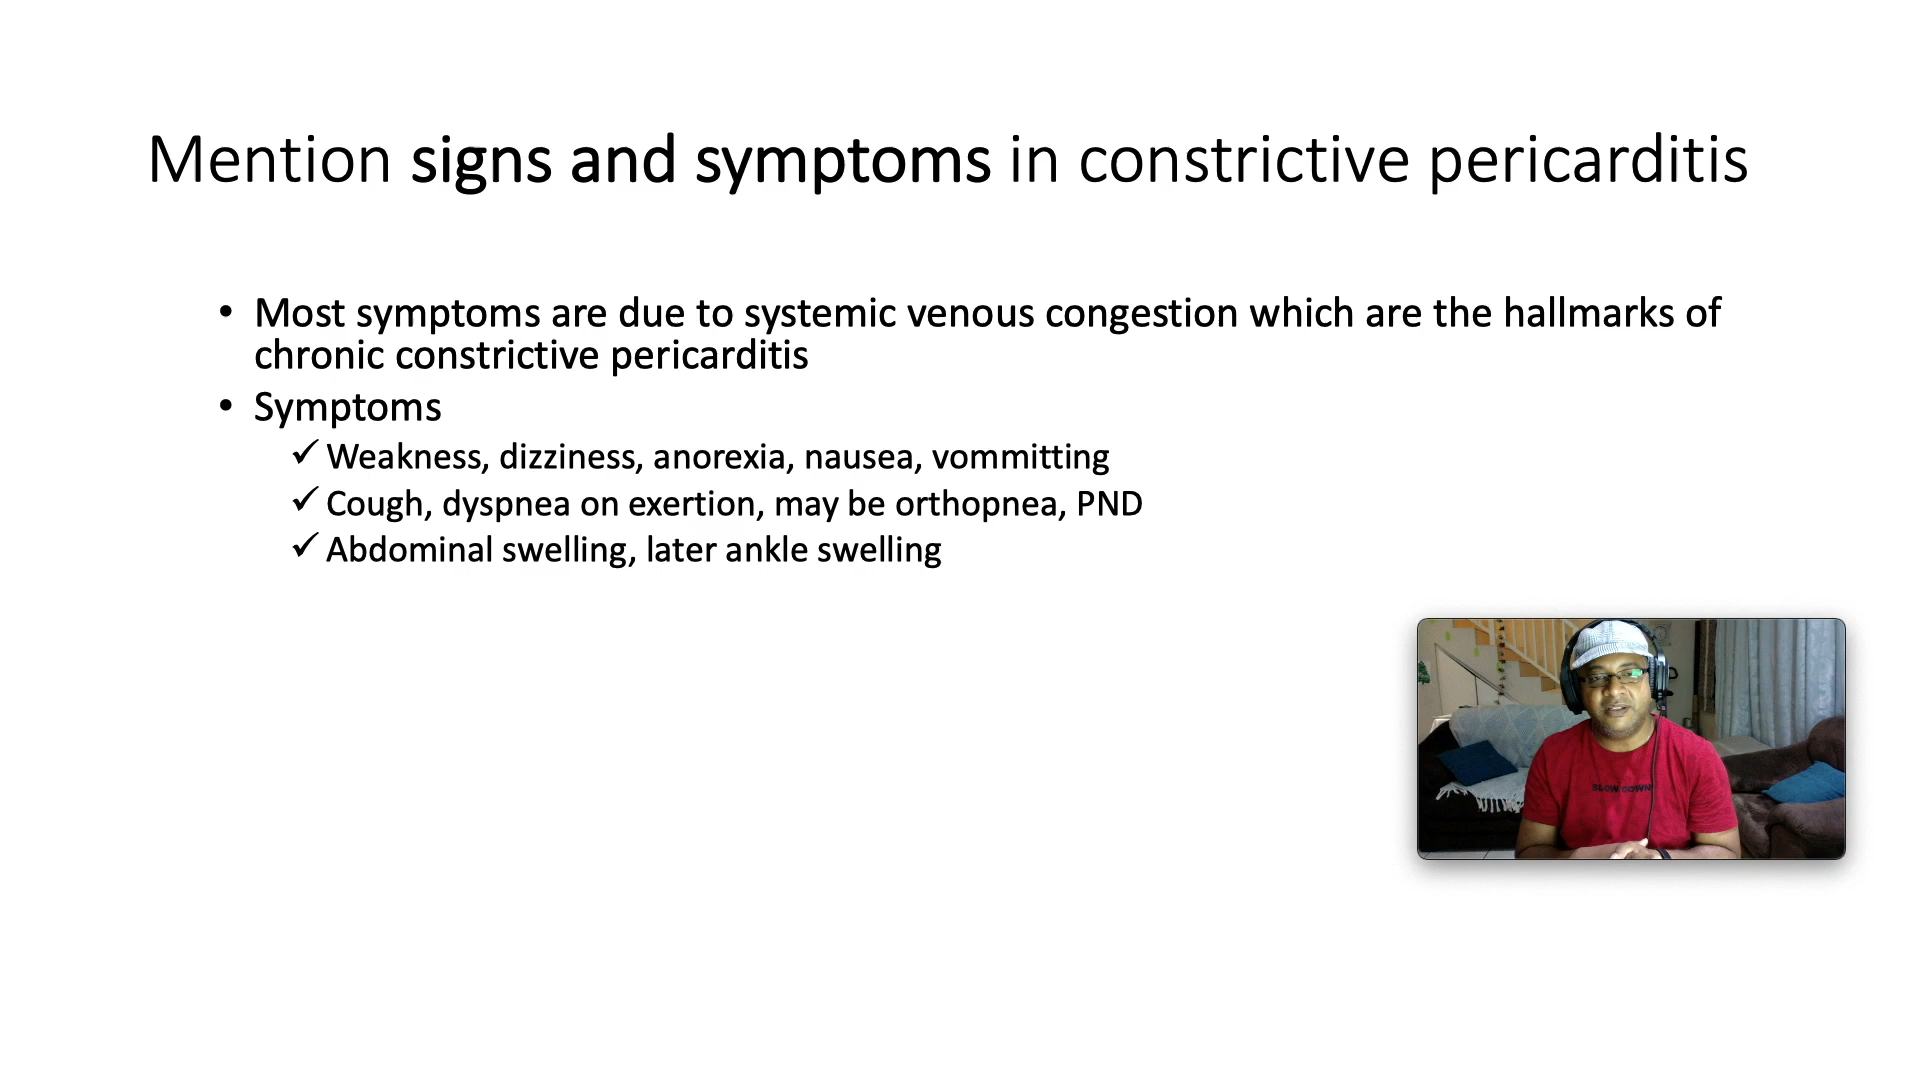 Mention signs and symptoms in constrictive pericarditis
• Most symptoms are due to systemic venous congestion which are the hallmarks of
chronic constrictive pericarditis
• Symptoms
✓ Weakness, dizziness, anorexia, nausea, vommitting
✓ Cough, dyspnea on exertion, may be orthopnea, PND
✓ Abdominal swelling, later ankle swelling
SLOW DOWN